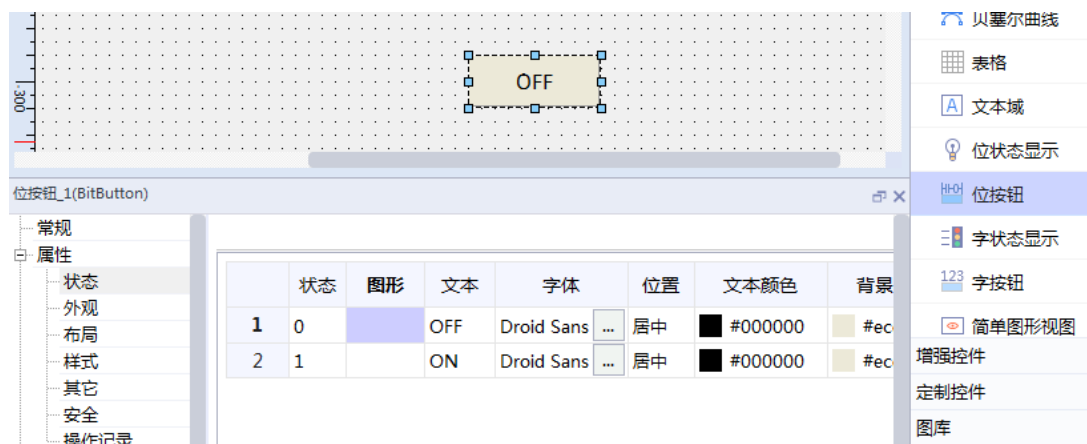 贝塞尔曲线
OFF
表格
300
A 文本域
位状态显示
位按钮_1(BitButton)
位按钮
常规
属性
字状态显示
状态
状态 图形 文本 字体 位置 文本颜色 背景
123 字按钮
外观
1 0 OFF Droid Sans ... 居中 #000000 #ec
布局
简单图形视图
样式
2 1 ON Droid Sans ... 居中 #000000 #ec
增强控件
其它
定制控件
安全
图库
操作记录